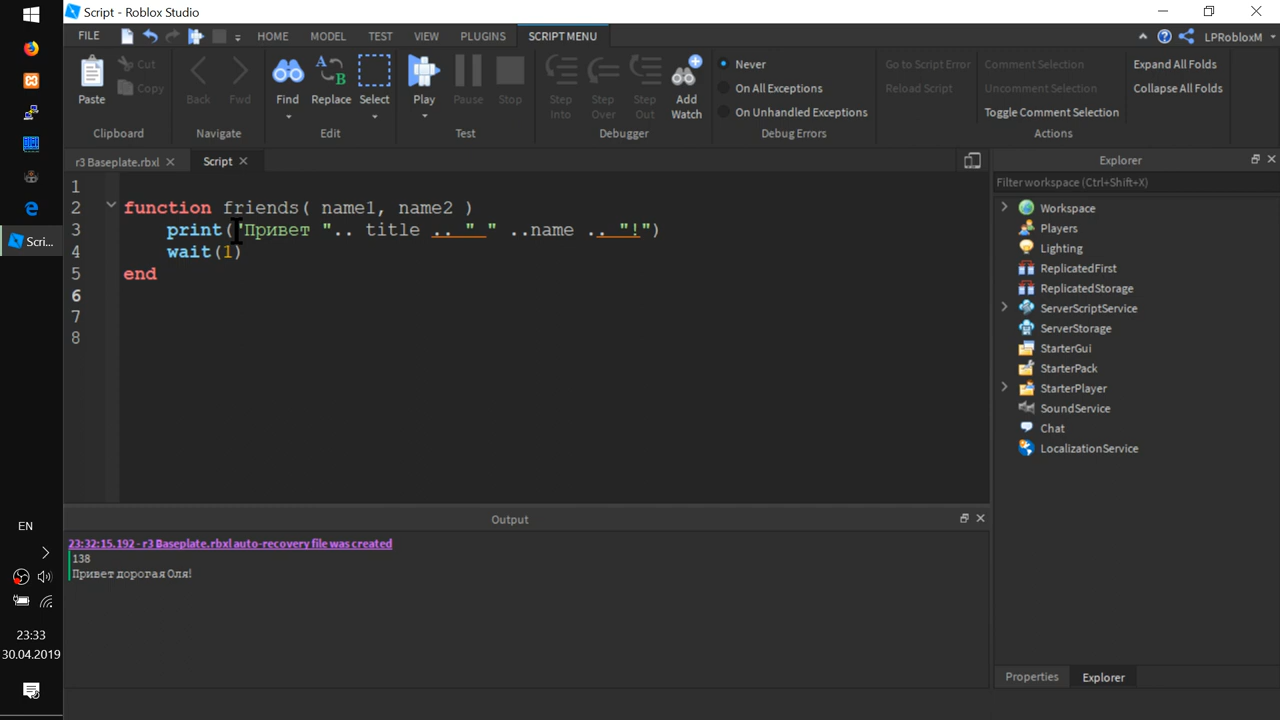 Script - Roblox Studio
FILE HOME MODEL TEST VIEW PLUGINS SCRIPT MENU LPRobloxM
Paste Cut Copy Back Fwd Find Replace Select Play Pause Stop Step Into Step Over Step Out Add Watch
Never
On All Exceptions
On Unhandled Exceptions
Go to Script Error
Reload Script
Comment Selection
Uncomment Selection
Toggle Comment Selection
Expand All Folds
Collapse All Folds
Clipboard Navigate Edit Test Debugger Debug Errors Actions
r3 Baseplate.rbxl Script
1
2 function friends( name1, name2 )
3 print("Привет ".. title .. " " ..name .. "!")
4 wait(1)
5 end
6
7
8
Explorer
Filter workspace (Ctrl+Shift+X)
Workspace
Players
Lighting
ReplicatedFirst
ReplicatedStorage
ServerScriptService
ServerStorage
StarterGui
StarterPack
StarterPlayer
SoundService
Chat
LocalizationService
Properties Explorer
Output
23:32:15.192 - r3 Baseplate.rbxl auto-recovery file was created
138
Привет дорогая Оля!
Scri...
EN
23:33
30.04.2019